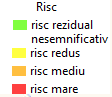 Risc
risc rezidual
nesemnificativ
risc redus
risc mediu
risc mare